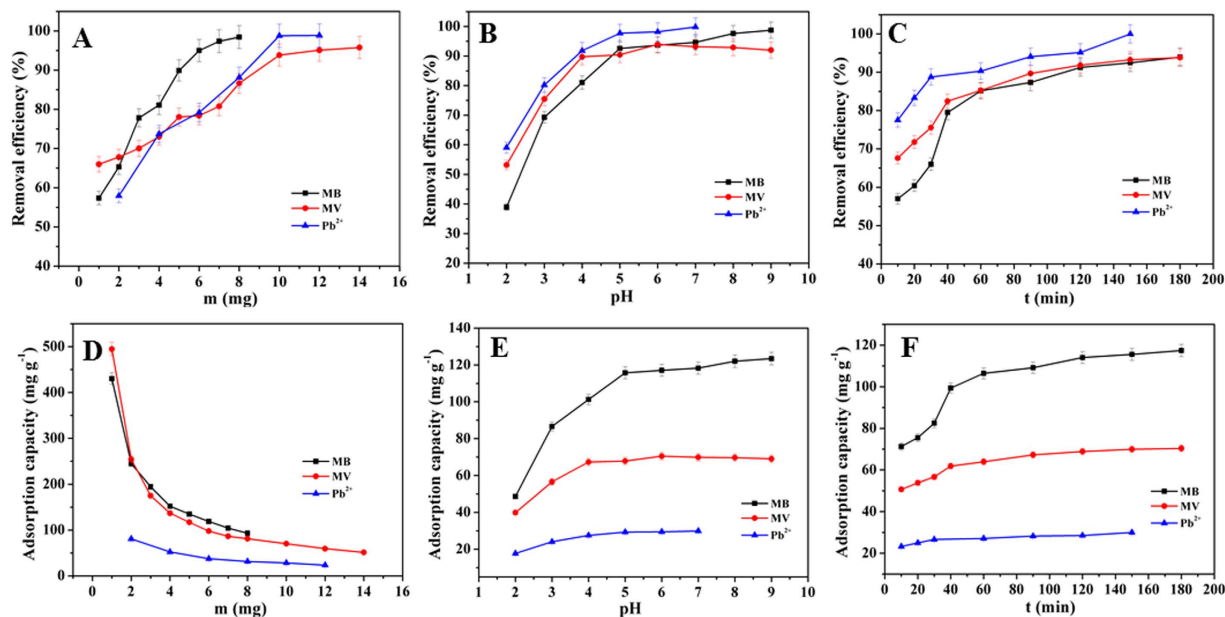 A
Removal efficiency (%)
100
90
80
70
60
50
40
0 2 4 6 8 10 12 14 16
m (mg)
MB
MV
Pb²⁺
B
Removal efficiency (%)
110
100
90
80
70
60
50
40
30
20
1 2 3 4 5 6 7 8 9 10
pH
MB
MV
Pb²⁺
C
Removal efficiency (%)
100
90
80
70
60
50
40
0 20 40 60 80 100 120 140 160 180 200
t (min)
MB
MV
Pb²⁺
D
Adsorption capacity (mg g⁻¹)
500
400
300
200
100
0
0 2 4 6 8 10 12 14 16
m (mg)
MB
MV
Pb²⁺
E
Adsorption capacity (mg g⁻¹)
140
120
100
80
60
40
20
1 2 3 4 5 6 7 8 9 10
pH
MB
MV
Pb²⁺
F
Adsorption capacity (mg g⁻¹)
120
100
80
60
40
20
0 20 40 60 80 100 120 140 160 180 200
t (min)
MB
MV
Pb²⁺